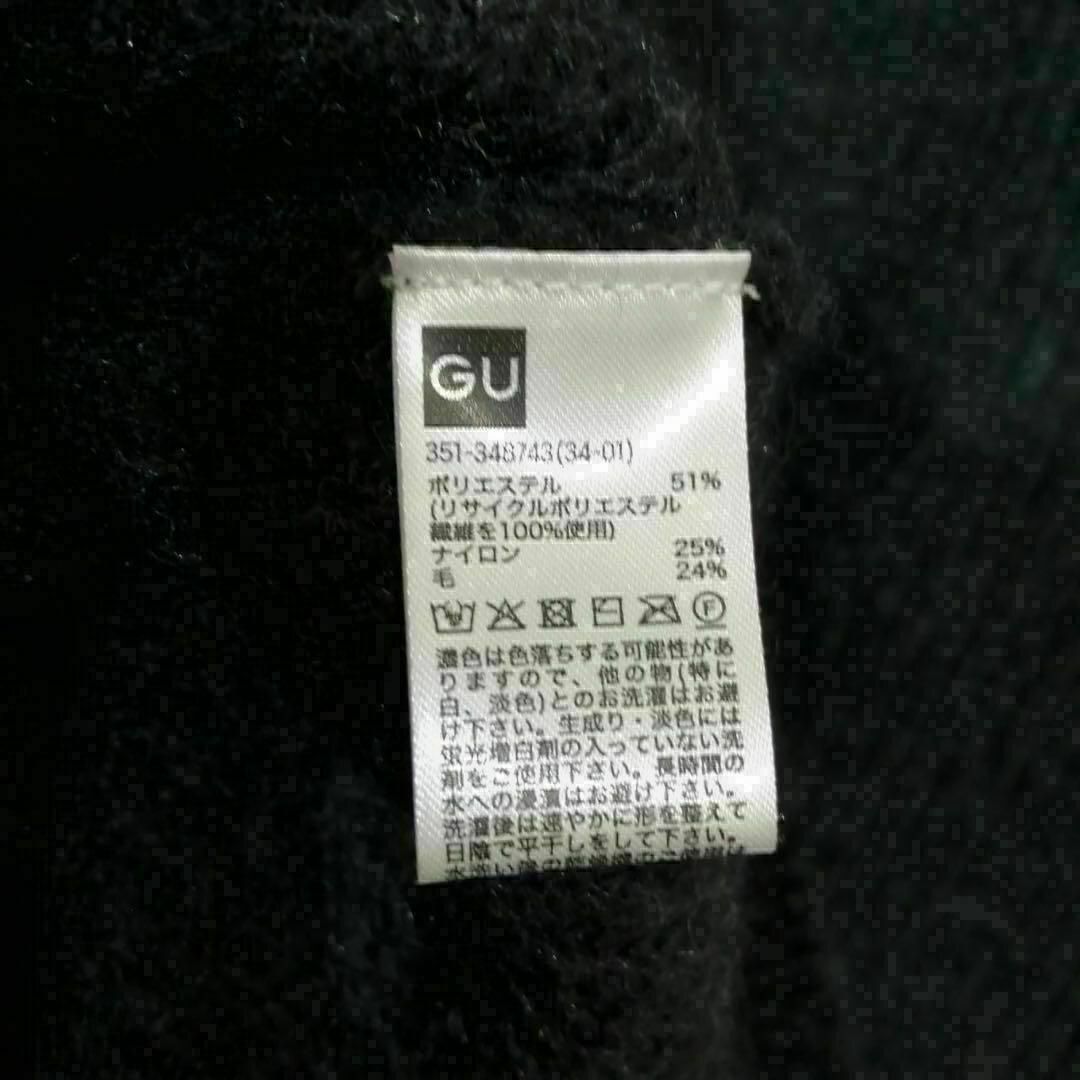 GU
351-348743(34-01)
ポリエステル 51%
(リサイクルポリエステル
繊維を100%使用)
ナイロン 25%
毛 24%
F
濃色は色落ちする可能性があ
りますので、他の物(特に
白、淡色)とのお洗濯はお避
け下さい。生成り・淡色には
蛍光増白剤の入っていない洗
剤をご使用下さい。長時間の
水への浸漬はお避け下さい。
洗濯後は速やかに形を整えて
日陰で平干しをして下さい。